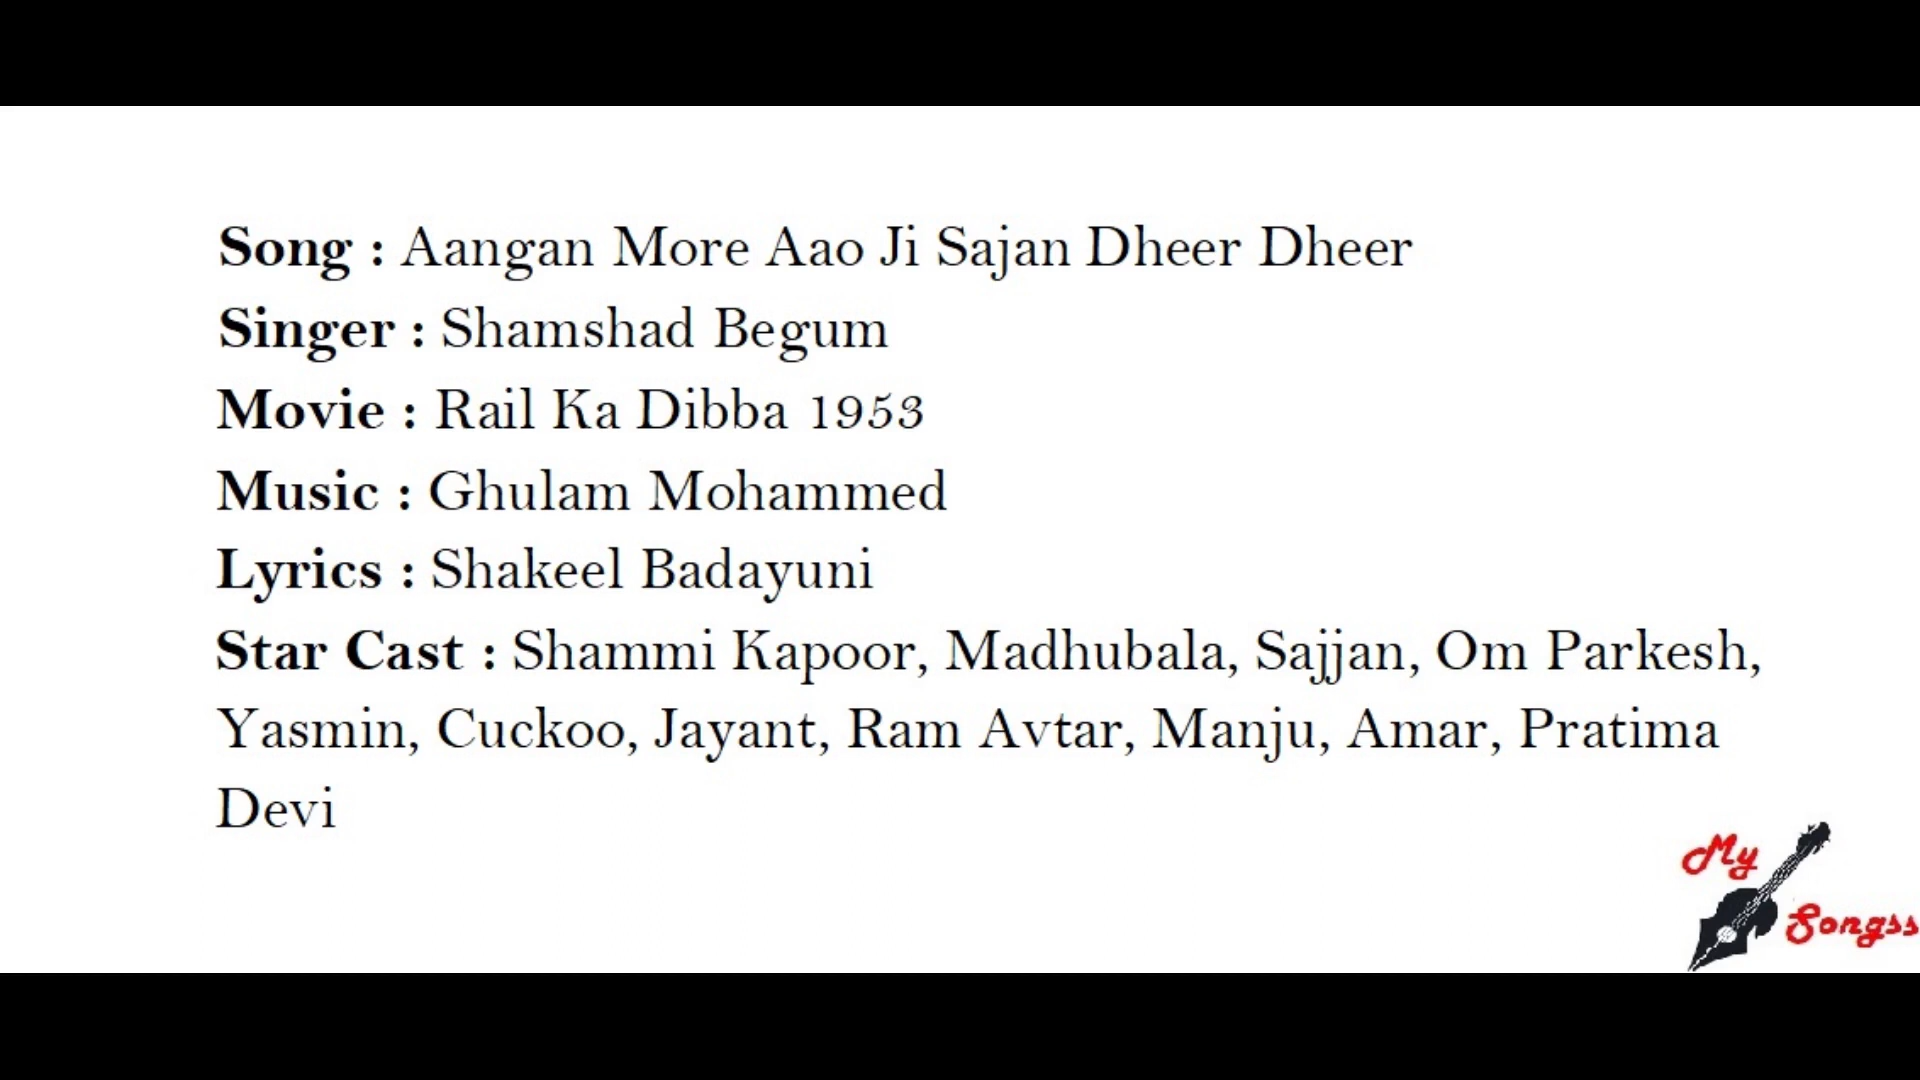 Song : Aangan More Aao Ji Sajan Dheer Dheer
Singer : Shamshad Begum
Movie : Rail Ka Dibba 1953
Music : Ghulam Mohammed
Lyrics : Shakeel Badayuni
Star Cast : Shammi Kapoor, Madhubala, Sajjan, Om Parkesh,
Yasmin, Cuckoo, Jayant, Ram Avtar, Manju, Amar, Pratima
Devi
My
Songss